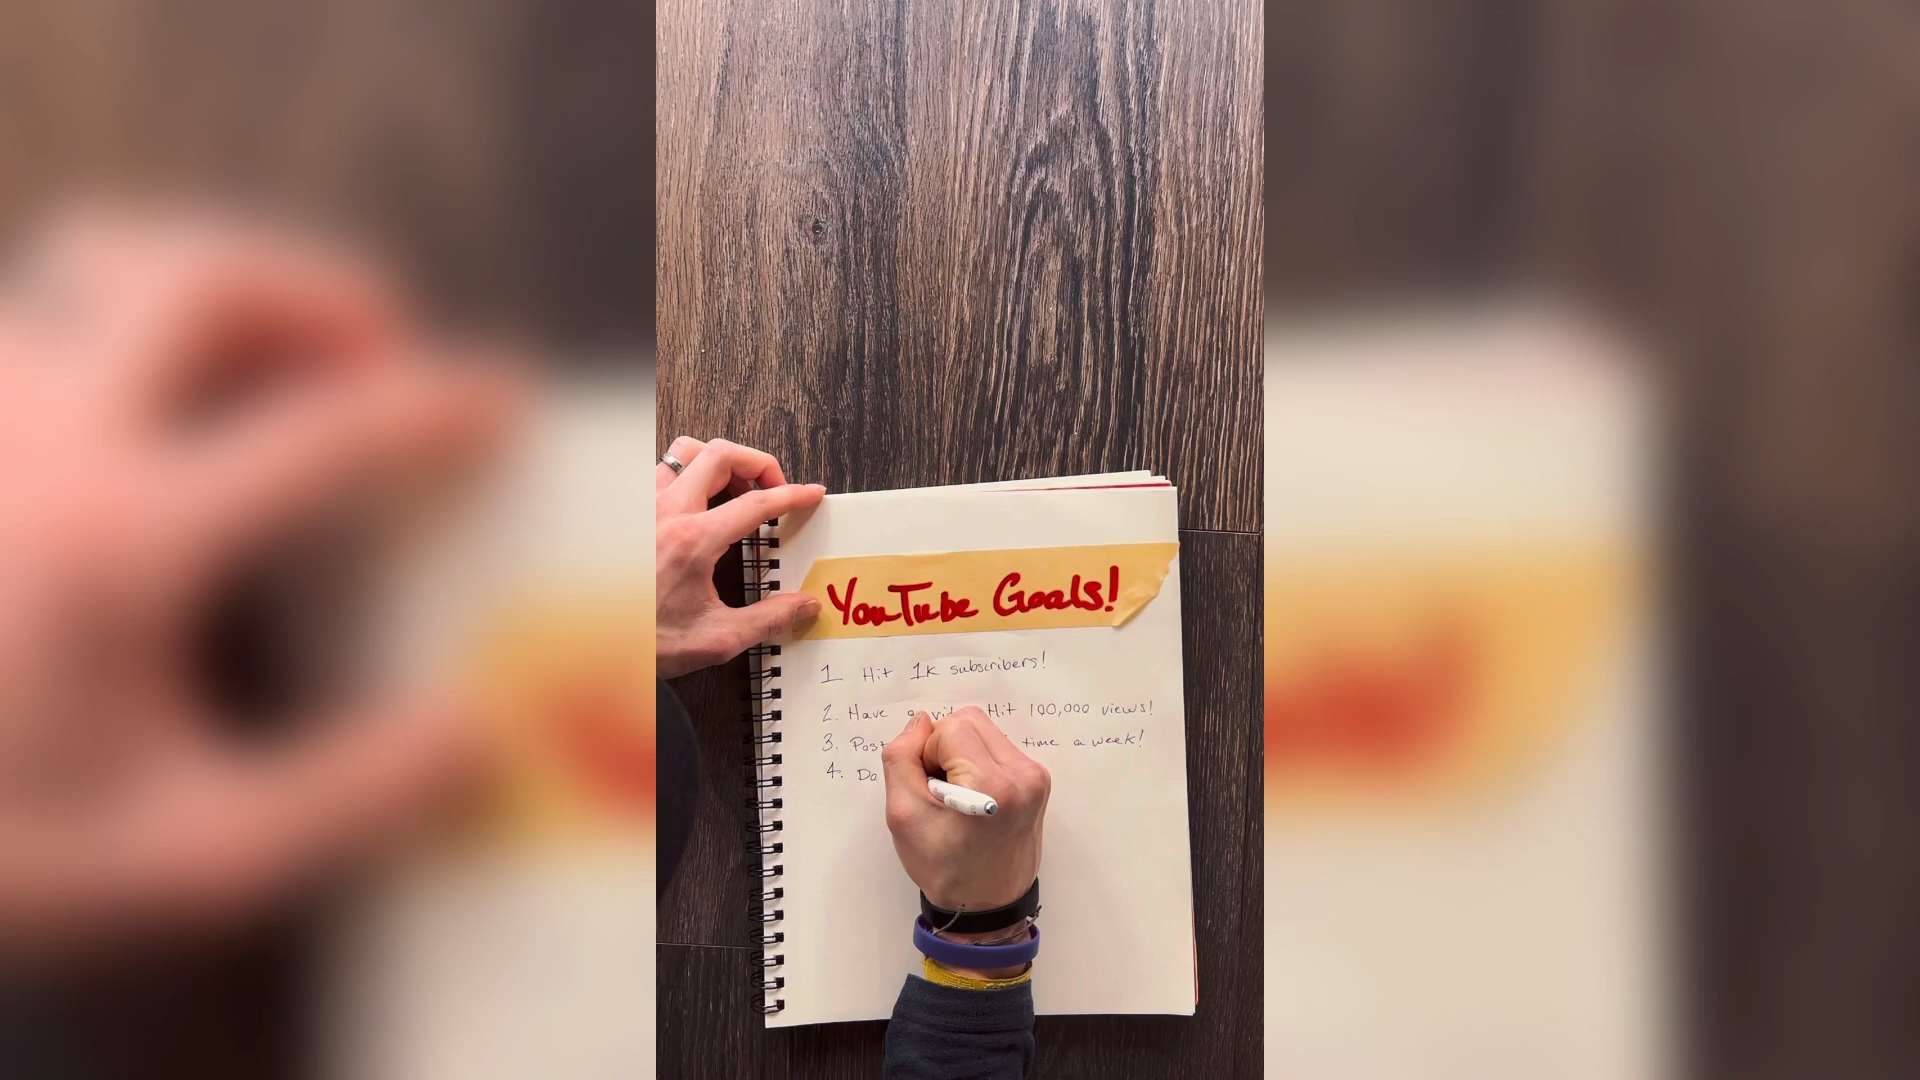 YouTube Goals!
1. Hit 1k subscribers!
2. Have a Hit 100,000 views!
3. Post time a week!
4. Do